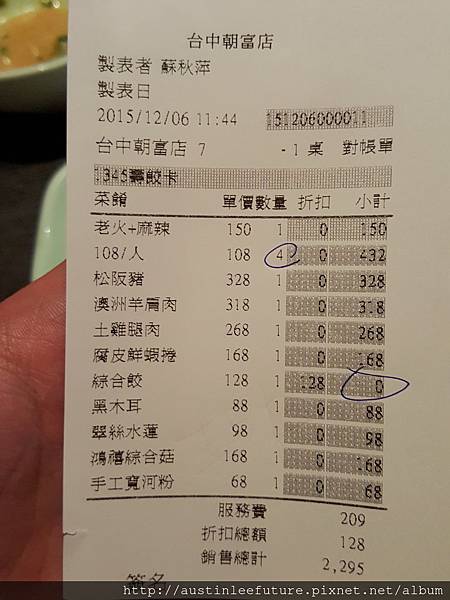 台中朝富店
製表者 蘇秋萍
製表日
2015/12/06 11:44 151206000011
台中朝富店 7 -1 桌 對帳單
1345壽餃卡
菜餚 單價數量 折扣 小計
老火+麻辣 150 1 0 150
108/人 108 4 0 432
松阪豬 328 1 0 328
澳洲羊肩肉 318 1 0 318
土雞腿肉 268 1 0 268
腐皮鮮蝦捲 168 1 0 168
綜合餃 128 1 128 0
黑木耳 88 1 0 88
翠絲水蓮 98 1 0 98
鴻禧綜合菇 168 1 0 168
手工寬河粉 68 1 0 68
服務費 209
折扣總額 128
銷售總計 2,295
簽名
http://austinleefuture.pixnet.net/album